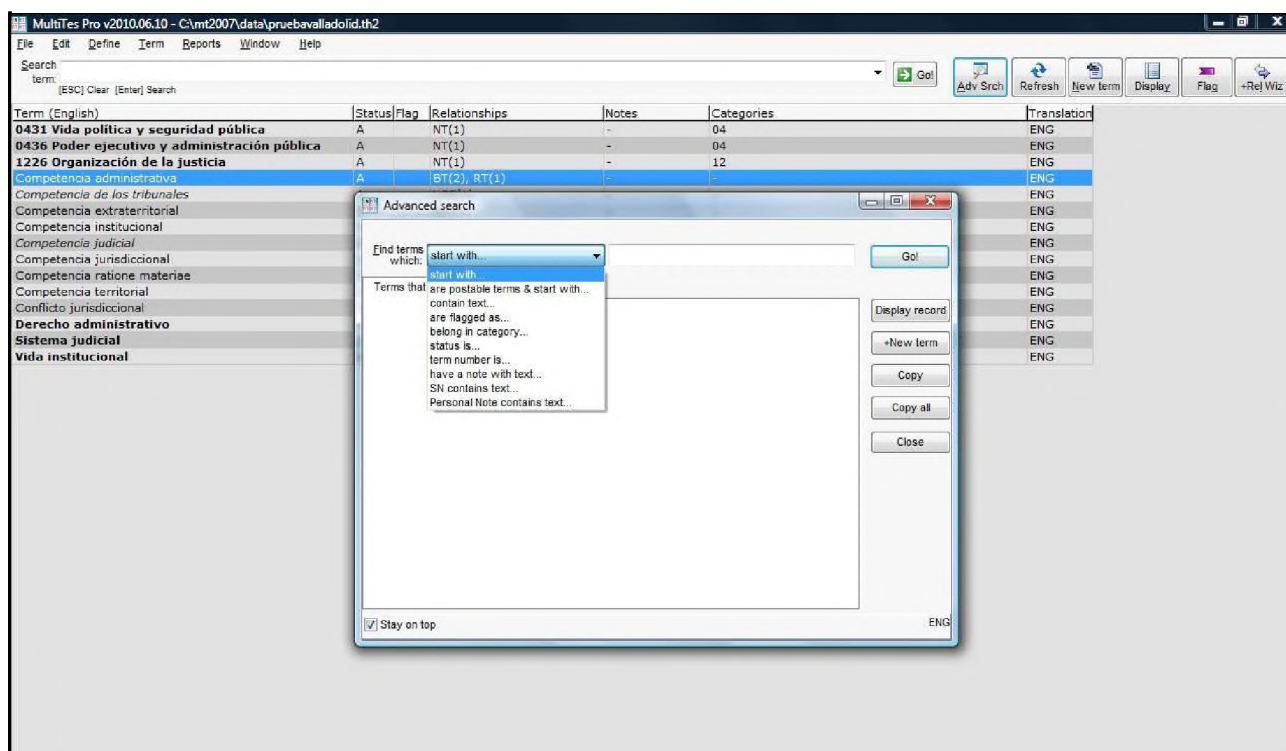 MultiTes Pro v2010.06.10 - C:\mt2007\data\pruebavalladolid.th2
File Edit Define Term Reports Window Help
Search term:
Go!
Adv Srch Refresh New term Display Flag +Rel Wiz
[ESC] Clear [Enter] Search
Term (English) Status Flag Relationships Notes Categories Translation
0431 Vida política y seguridad pública A NT(1) - 04 ENG
0436 Poder ejecutivo y administración pública A NT(1) - 04 ENG
1226 Organización de la justicia A NT(1) - 12 ENG
Competencia administrativa A BT(2), RT(1) - - ENG
Competencia de los tribunales ENG
Competencia extraterritorial ENG
Competencia institucional ENG
Competencia judicial ENG
Competencia jurisdiccional ENG
Competencia ratione materiae ENG
Competencia territorial ENG
Conflicto jurisdiccional ENG
Derecho administrativo ENG
Sistema judicial ENG
Vida institucional ENG
Advanced search
Find terms which: start with... Go!
start with...
Terms that
are postable terms & start with...
contain text...
are flagged as...
belong in category...
status is...
term number is...
have a note with text...
SN contains text...
Personal Note contains text...
Display record
+New term
Copy
Copy all
Close
Stay on top ENG